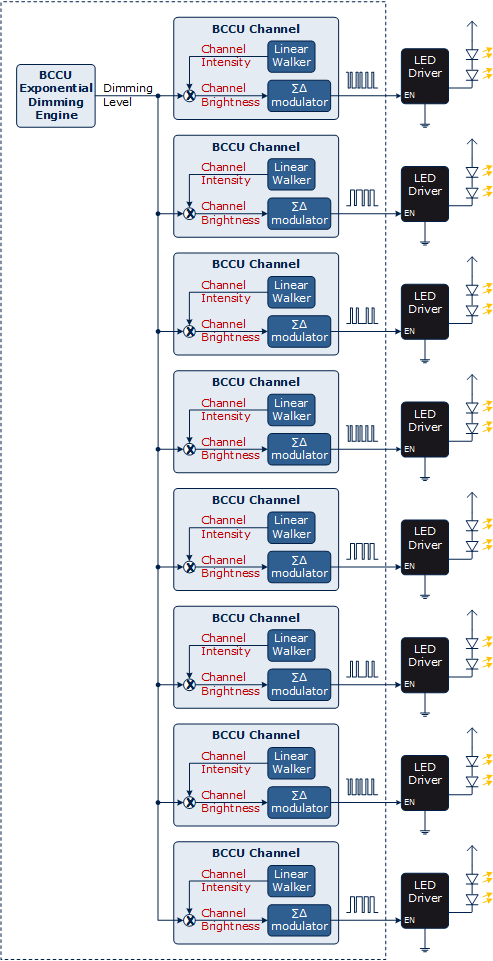 BCCU
Exponential
Dimming
Engine
Dimming
Level
BCCU Channel
Channel
Intensity
Linear
Walker
Channel
Brightness
ΣΔ
modulator
LED
Driver
EN
BCCU Channel
Channel
Intensity
Linear
Walker
Channel
Brightness
ΣΔ
modulator
LED
Driver
EN
BCCU Channel
Channel
Intensity
Linear
Walker
Channel
Brightness
ΣΔ
modulator
LED
Driver
EN
BCCU Channel
Channel
Intensity
Linear
Walker
Channel
Brightness
ΣΔ
modulator
LED
Driver
EN
BCCU Channel
Channel
Intensity
Linear
Walker
Channel
Brightness
ΣΔ
modulator
LED
Driver
EN
BCCU Channel
Channel
Intensity
Linear
Walker
Channel
Brightness
ΣΔ
modulator
LED
Driver
EN
BCCU Channel
Channel
Intensity
Linear
Walker
Channel
Brightness
ΣΔ
modulator
LED
Driver
EN
BCCU Channel
Channel
Intensity
Linear
Walker
Channel
Brightness
ΣΔ
modulator
LED
Driver
EN